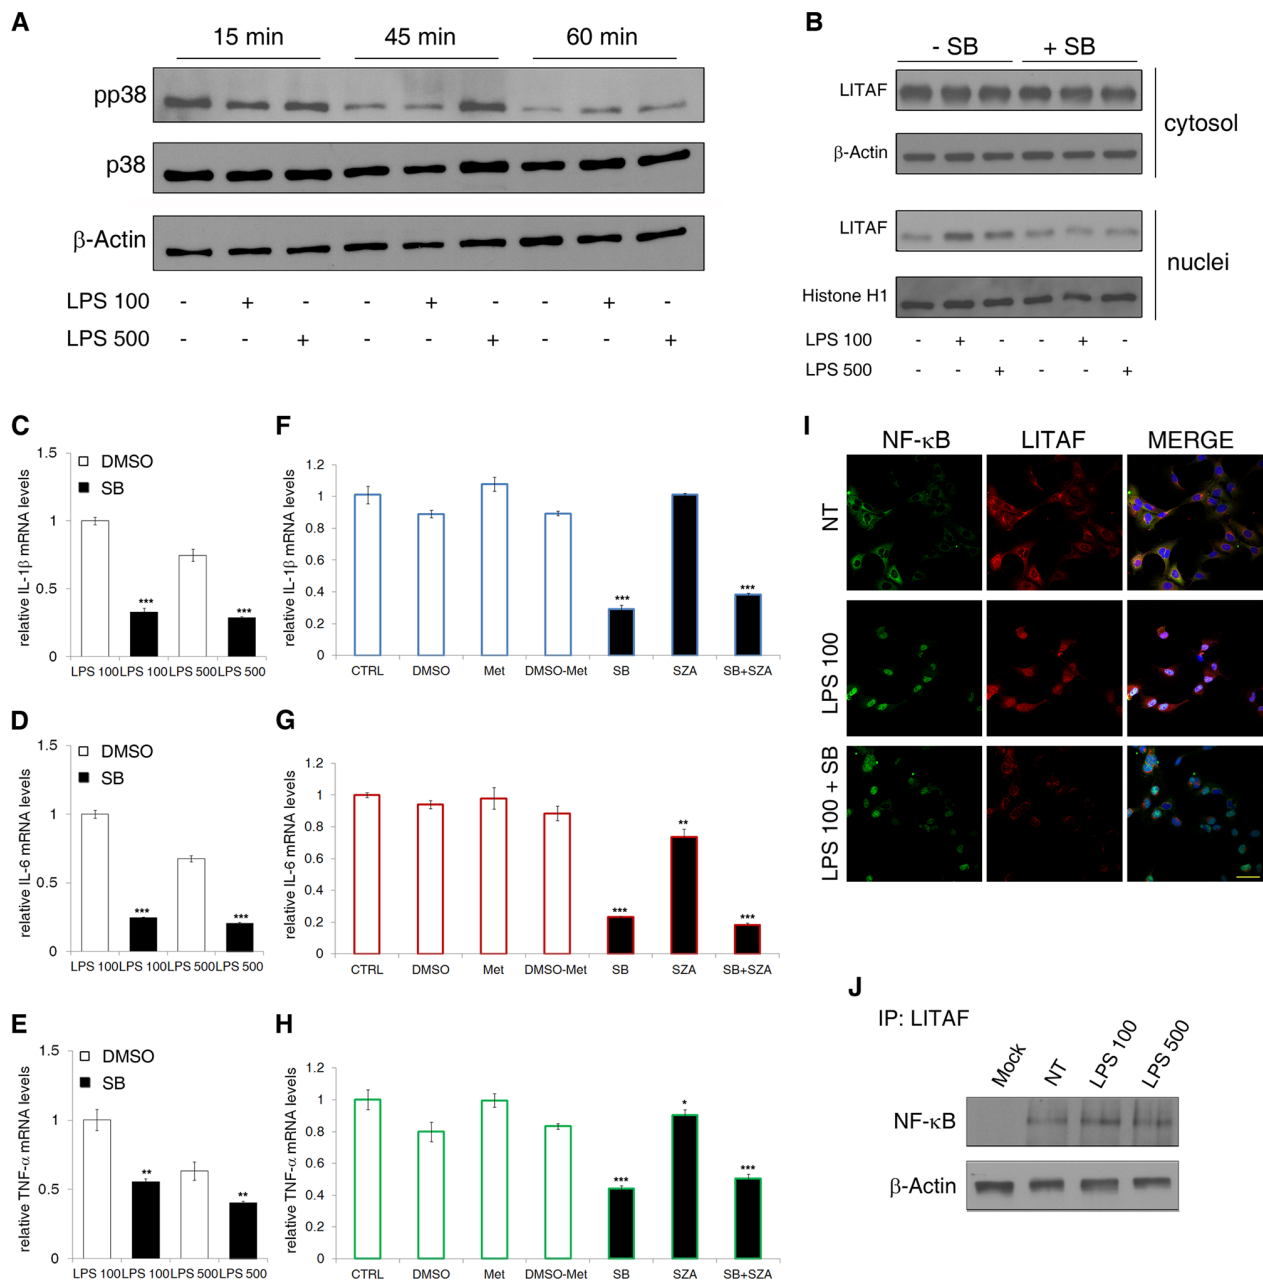 A
15 min 45 min 60 min
pp38
p38
β-Actin
LPS 100 - + - - + - - + -
LPS 500 - - + - - + - - +
B
- SB + SB
LITAF
β-Actin
cytosol
LITAF
Histone H1
nuclei
LPS 100 - + - - + -
LPS 500 - - + - - +
C
relative IL-1β mRNA levels
1.5
1
0.5
0
DMSO
SB
***
***
LPS 100 LPS 100 LPS 500 LPS 500
D
relative IL-6 mRNA levels
1.5
1
0.5
0
DMSO
SB
***
***
LPS 100 LPS 100 LPS 500 LPS 500
E
relative TNF-α mRNA levels
1.5
1
0.5
0
DMSO
SB
**
**
LPS 100 LPS 100 LPS 500 LPS 500
F
relative IL-1β mRNA levels
1.2
1
0.8
0.6
0.4
0.2
0
***
***
CTRL DMSO Met DMSO-Met SB SZA SB+SZA
G
relative IL-6 mRNA levels
1.2
1
0.8
0.6
0.4
0.2
0
***
**
***
CTRL DMSO Met DMSO-Met SB SZA SB+SZA
H
relative TNF-α mRNA levels
1.2
1
0.8
0.6
0.4
0.2
0
***
*
***
CTRL DMSO Met DMSO-Met SB SZA SB+SZA
I
NF-κB LITAF MERGE
NT
LPS 100
LPS 100 + SB
J
IP: LITAF
Mock NT LPS 100 LPS 500
NF-κB
β-Actin